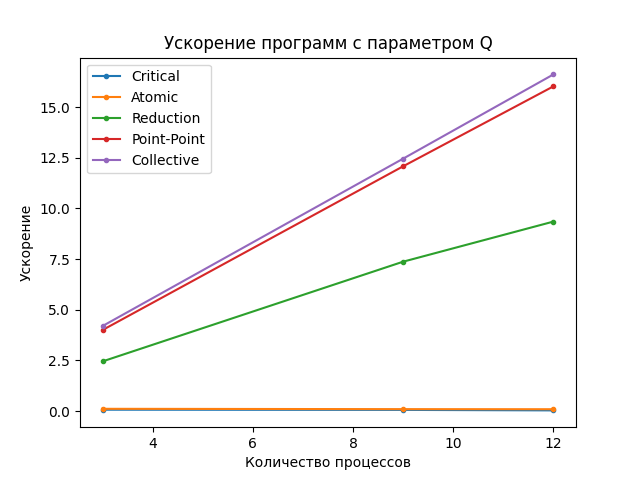 Ускорение программ с параметром Q
Critical
Atomic
Reduction
Point-Point
Collective
Ускорение
15.0
12.5
10.0
7.5
5.0
2.5
0.0
4
6
8
10
12
Количество процессов